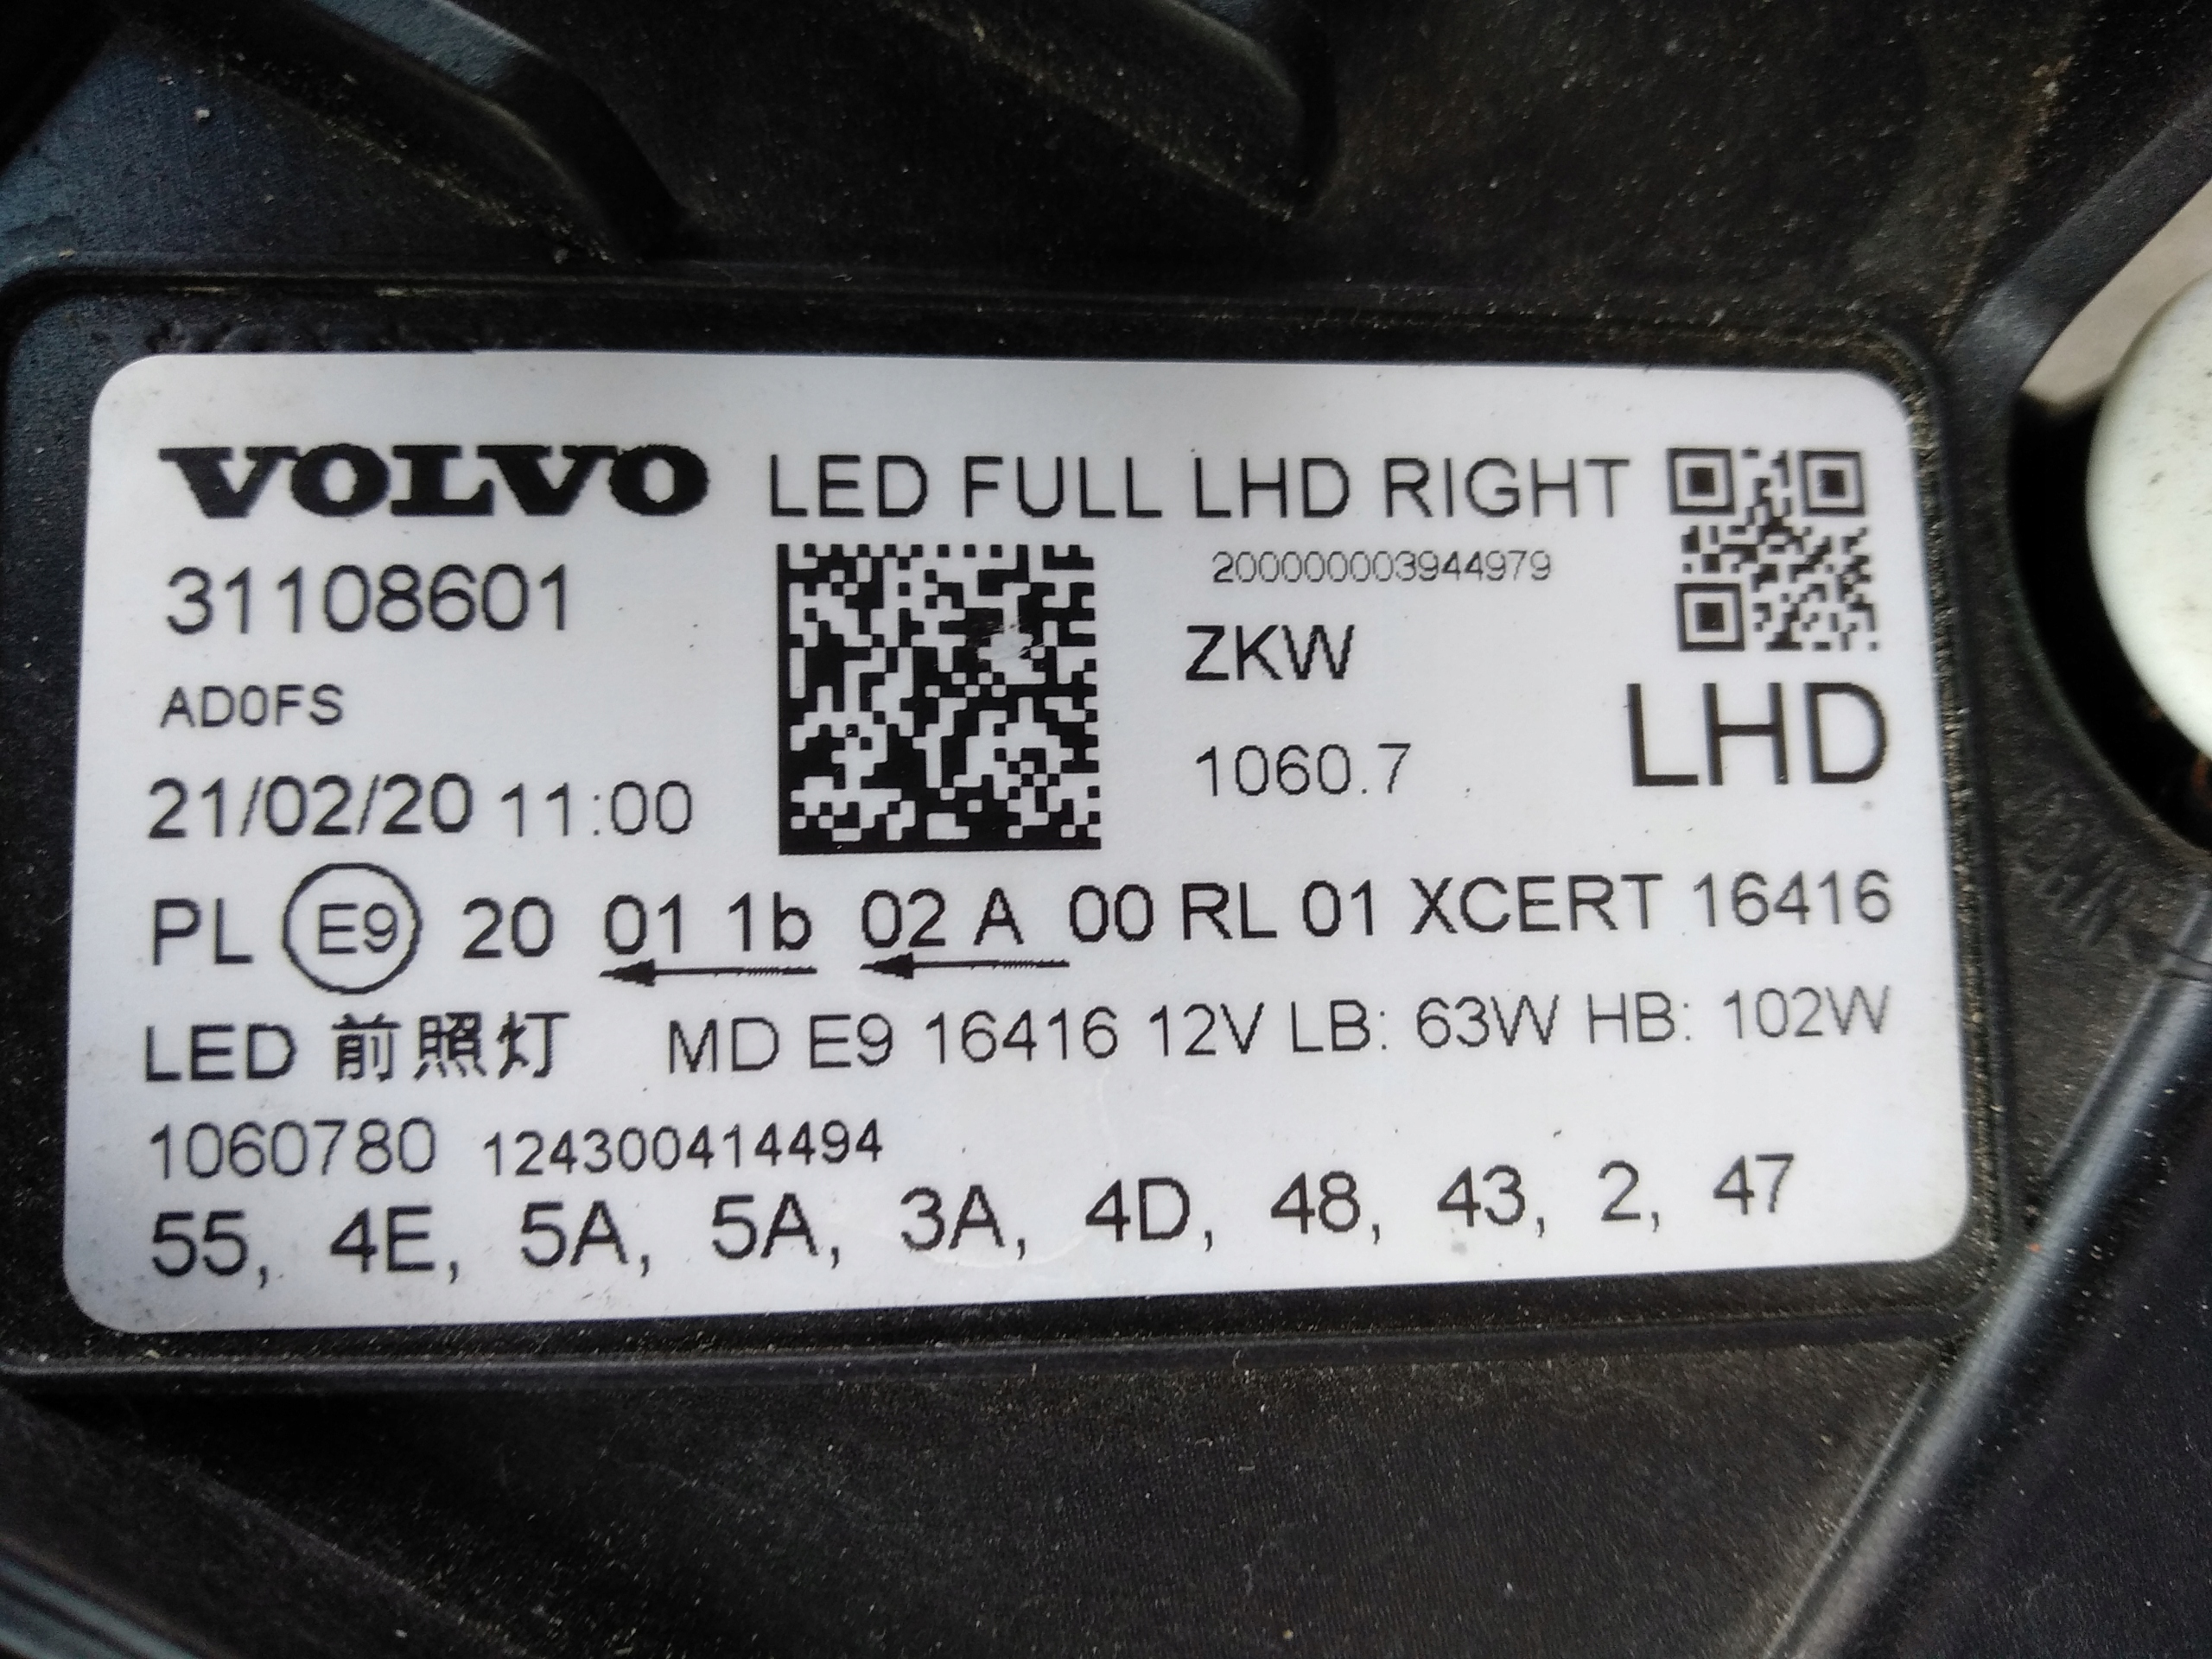 VOLVO LED FULL LHD RIGHT
31108601 200000003944979
ZKW
AD0FS LHD
21/02/20 11:00 1060.7
PL E9 20 01 1b 02 A 00 RL 01 XCERT 16416
LED 前照灯 MD E9 16416 12V LB: 63W HB: 102W
1060780 124300414494
55, 4E, 5A, 5A, 3A, 4D, 48, 43, 2, 47